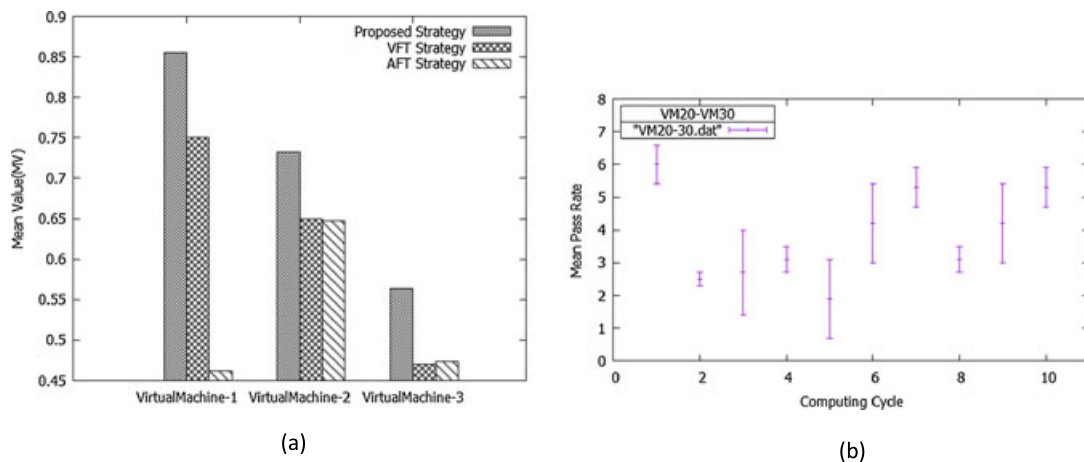 0.9
0.85
0.8
0.75
0.7
0.65
0.6
0.55
0.5
0.45
Mean Value(MV)
Proposed Strategy
VFT Strategy
AFT Strategy
VirtualMachine-1 VirtualMachine-2 VirtualMachine-3
(a)
8
7
6
5
4
3
2
1
0
Mean Pass Rate
VM20-VM30
"VM20-30.dat"
0 2 4 6 8 10
Computing Cycle
(b)